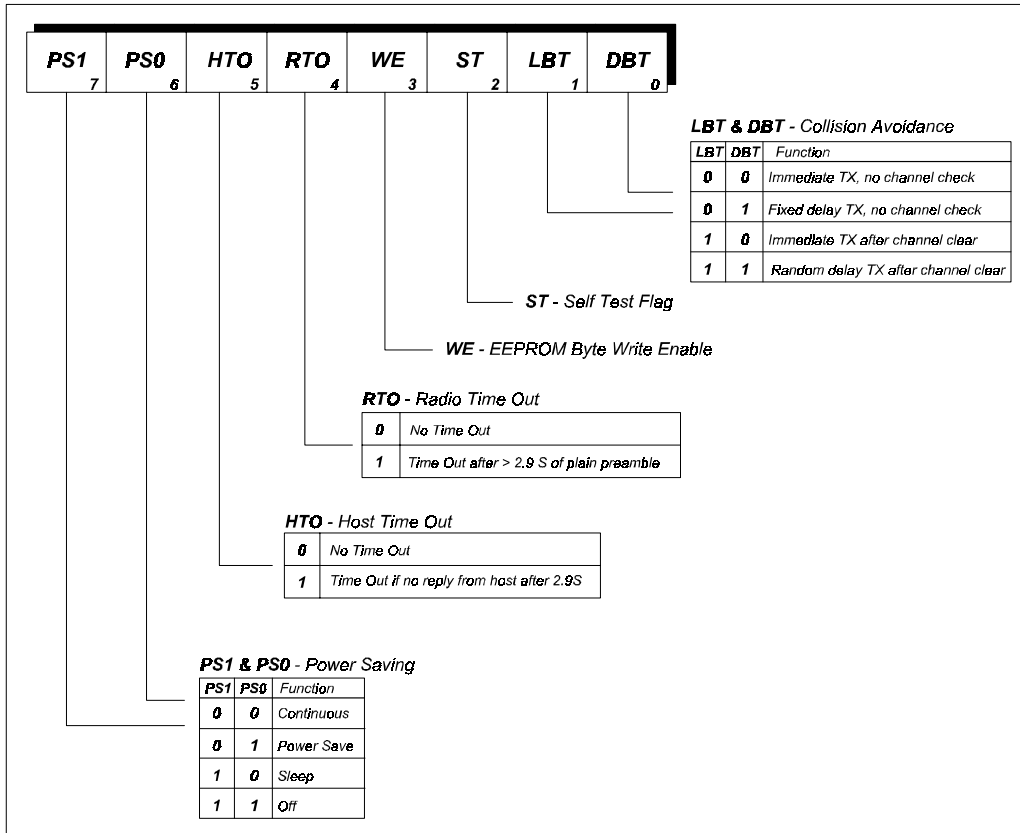 PS1 PS0 HTO RTO WE ST LBT DBT
7 6 5 4 3 2 1 0
LBT & DBT - Collision Avoidance
LBT DBT Function
0 0 Immediate TX, no channel check
0 1 Fixed delay TX, no channel check
1 0 Immediate TX after channel clear
1 1 Random delay TX after channel clear
ST - Self Test Flag
WE - EEPROM Byte Write Enable
RTO - Radio Time Out
0 No Time Out
1 Time Out after > 2.9 S of plain preamble
HTO - Host Time Out
0 No Time Out
1 Time Out if no reply from host after 2.9S
PS1 & PS0 - Power Saving
PS1 PS0 Function
0 0 Continuous
0 1 Power Save
1 0 Sleep
1 1 Off